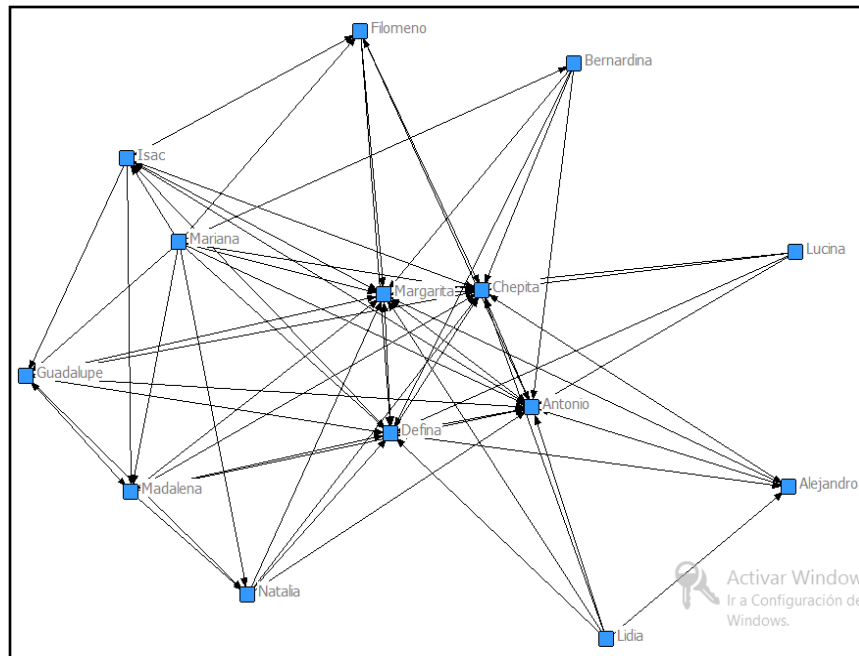 Filomeno
Bernardina
Isac
Mariana
Lucina
Margarita
Chepita
Guadalupe
Antonio
Defina
Madalena
Alejandro
Natalia
Lidia
Activar Window
Ir a Configuración de
Windows.